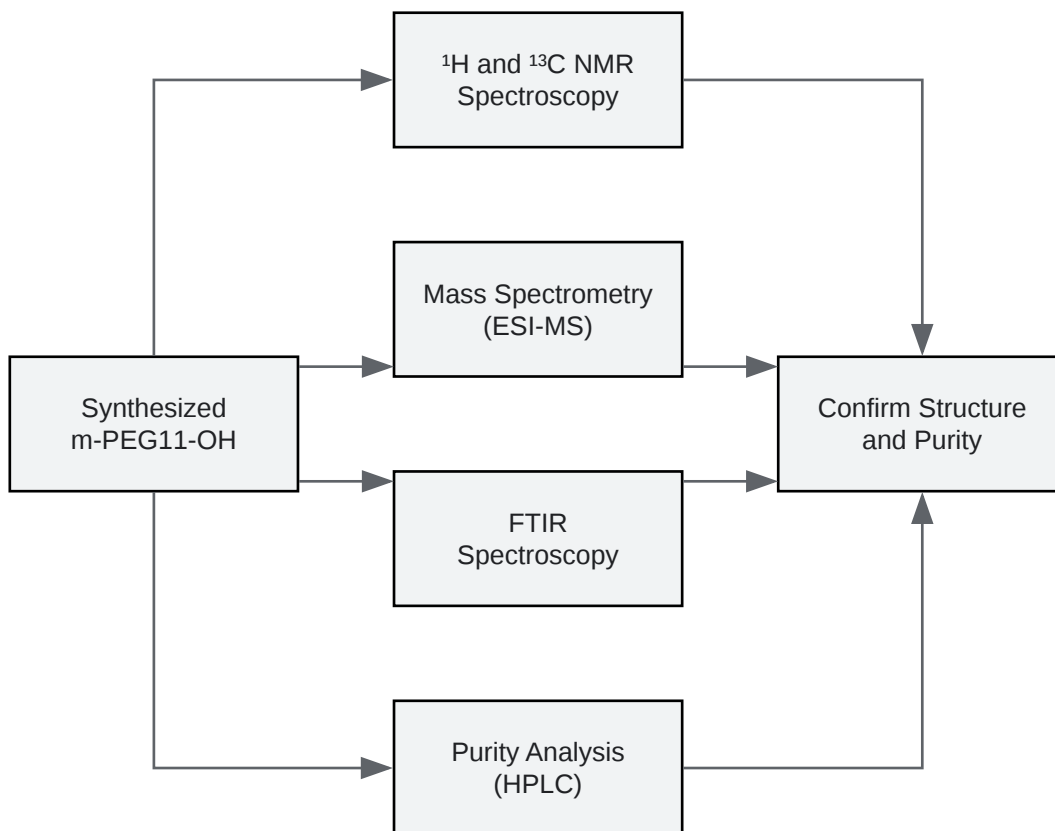 ¹H and ¹³C NMR
Spectroscopy
Mass Spectrometry
(ESI-MS)
Synthesized
m-PEG11-OH
Confirm Structure
and Purity
FTIR
Spectroscopy
Purity Analysis
(HPLC)